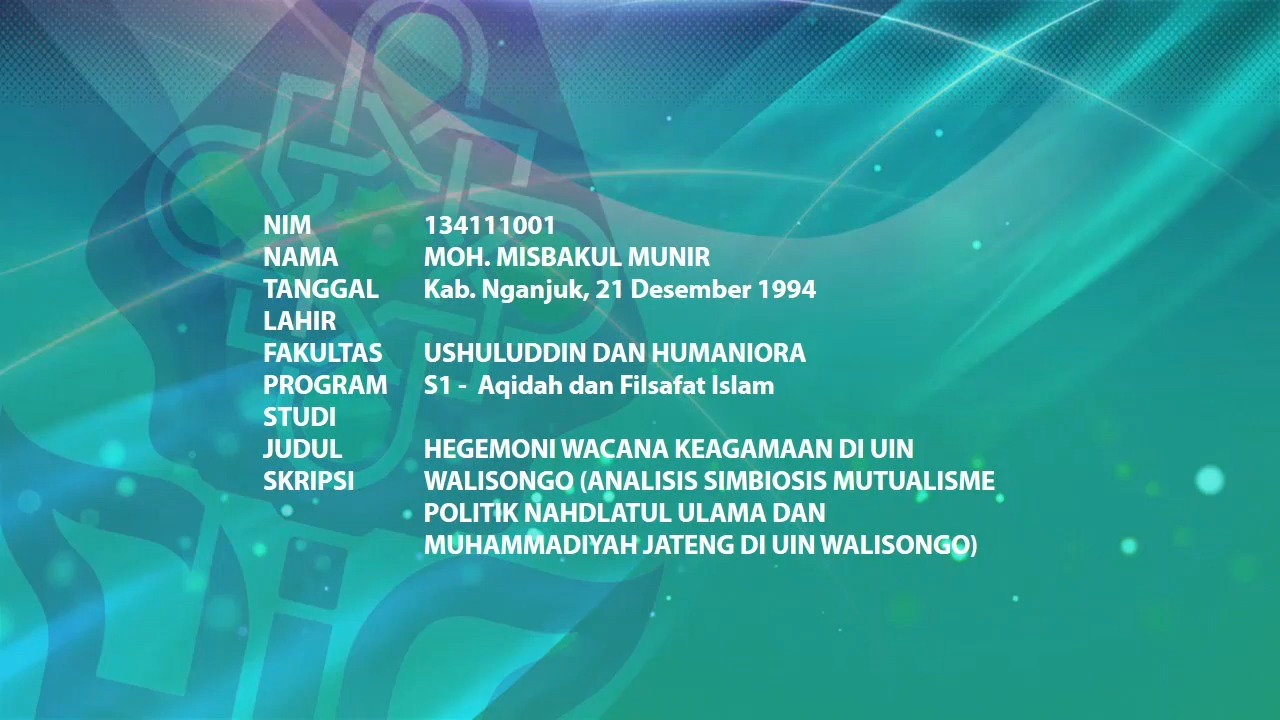 NIM 134111001
NAMA MOH. MISBAKUL MUNIR
TANGGAL Kab. Nganjuk, 21 Desember 1994
LAHIR
FAKULTAS USHULUDDIN DAN HUMANIORA
PROGRAM S1 - Aqidah dan Filsafat Islam
STUDI
JUDUL HEGEMONI WACANA KEAGAMAAN DI UIN
SKRIPSI WALISONGO (ANALISIS SIMBIOSIS MUTUALISME
POLITIK NAHDLATUL ULAMA DAN
MUHAMMADIYAH JATENG DI UIN WALISONGO)